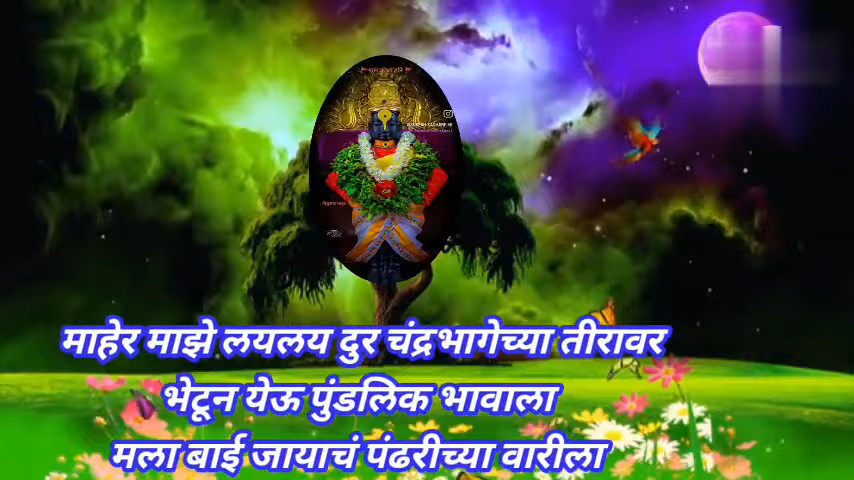 माहेर माझे लयलय दुर चंद्रभागेच्या तीरावर
भेटून येऊ पुंडलिक भावाला
मला बाई जायाचं पंढरीच्या वारीला